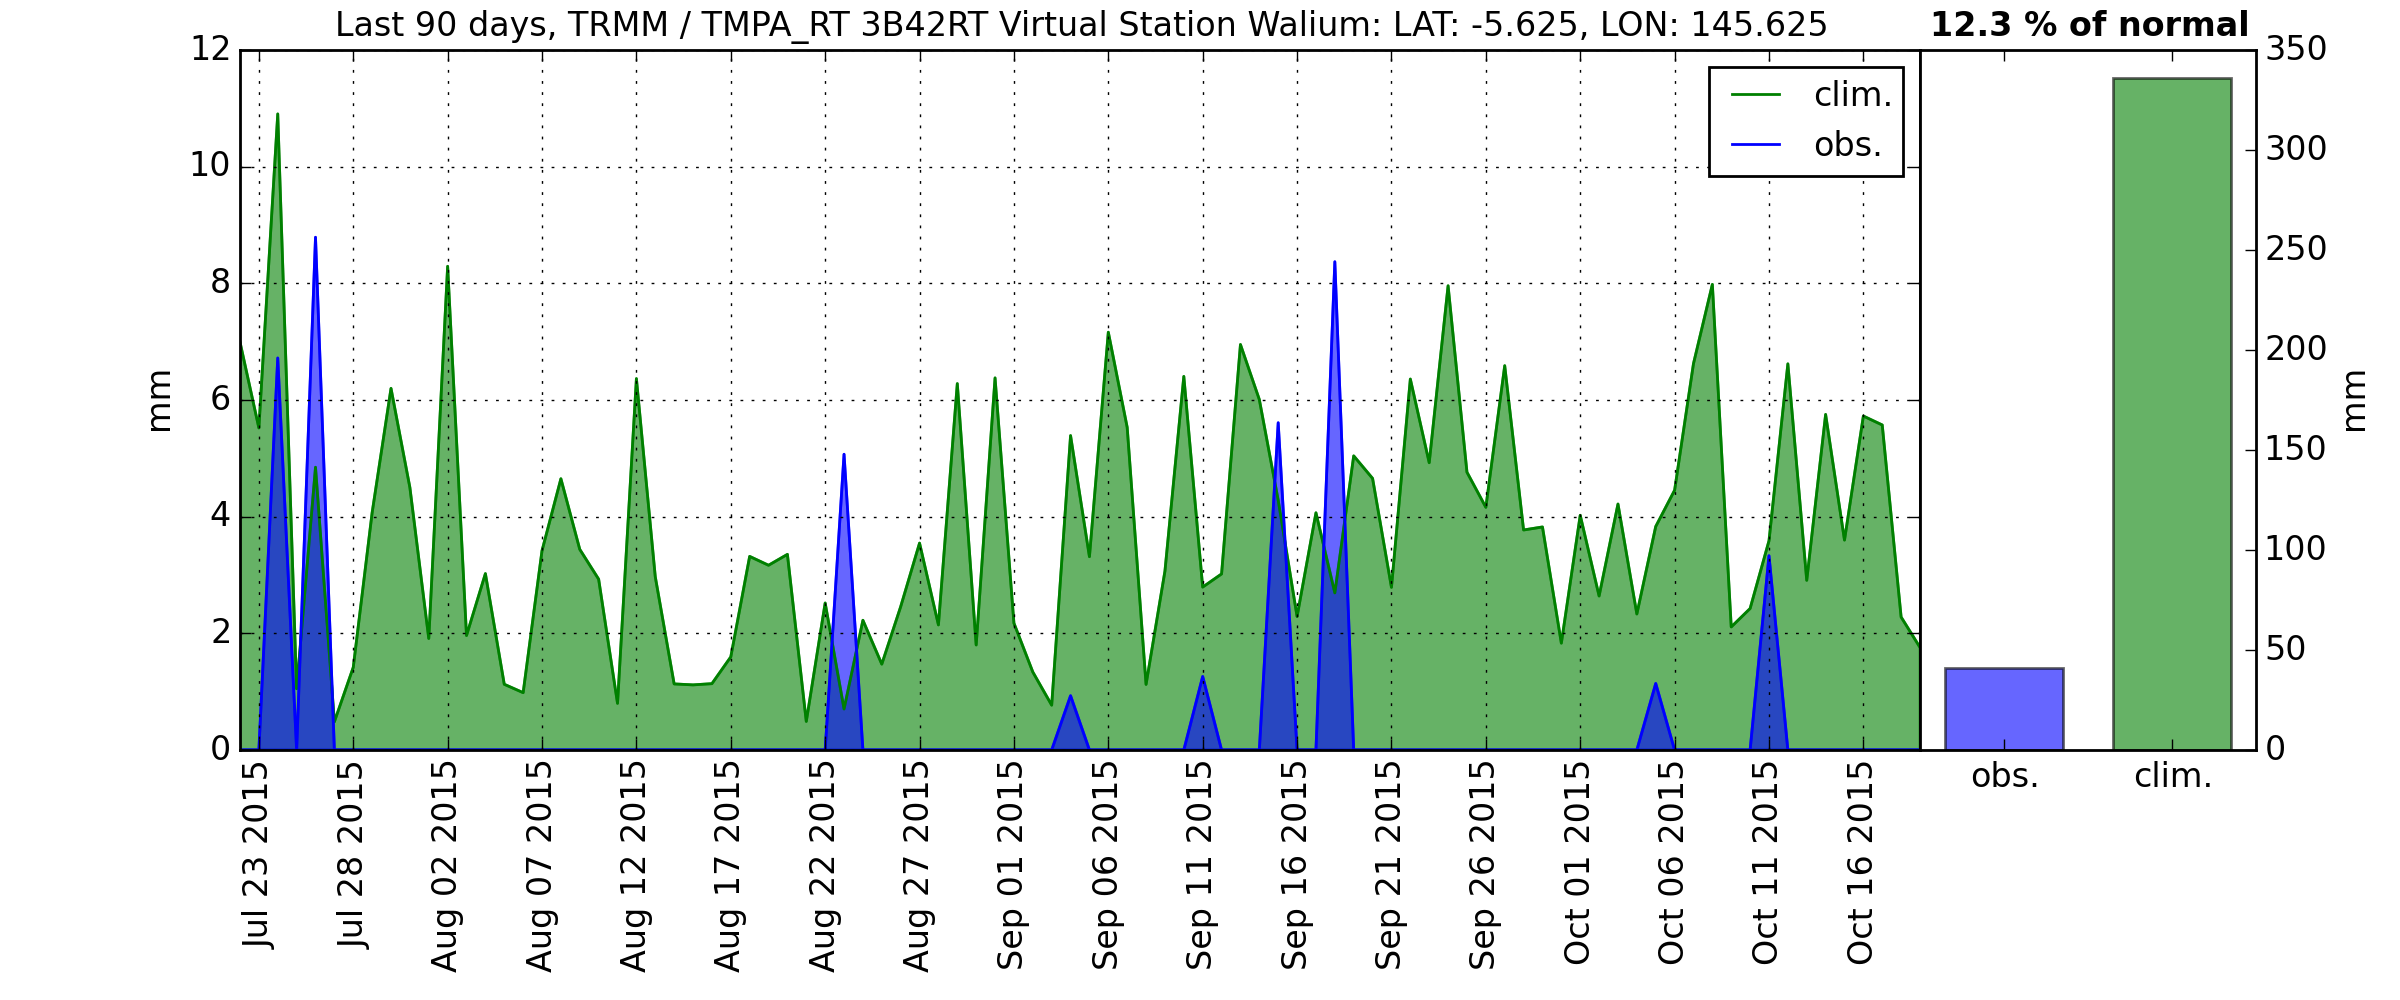 Last 90 days, TRMM / TMPA_RT 3B42RT Virtual Station Walium: LAT: -5.625, LON: 145.625
12.3 % of normal
12
10
8
6
4
2
0
mm
clim.
obs.
Jul 23 2015
Jul 28 2015
Aug 02 2015
Aug 07 2015
Aug 12 2015
Aug 17 2015
Aug 22 2015
Aug 27 2015
Sep 01 2015
Sep 06 2015
Sep 11 2015
Sep 16 2015
Sep 21 2015
Sep 26 2015
Oct 01 2015
Oct 06 2015
Oct 11 2015
Oct 16 2015
350
300
250
200
150
100
50
0
mm
obs.
clim.